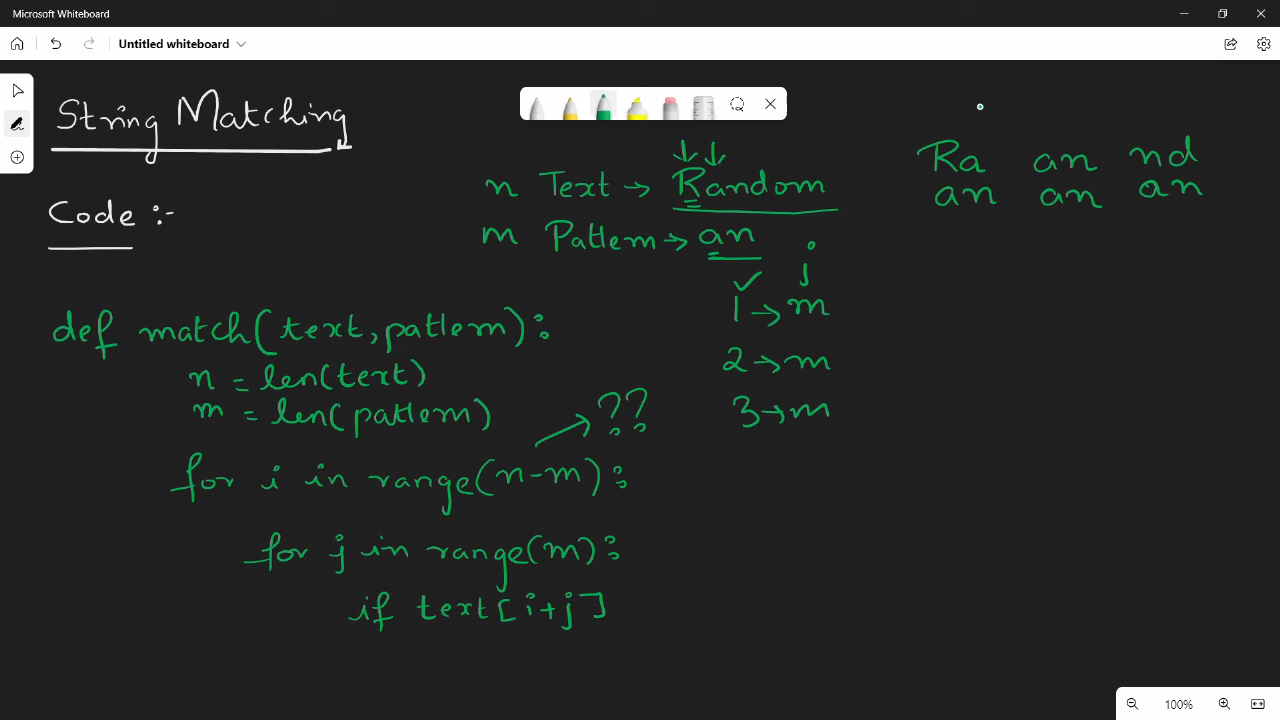 Microsoft Whiteboard
Untitled whiteboard
String Matching
Code :-
n Text → Random
m Pattern → an
Ra an nd
an an an
j
1 → m
2 → m
3 → m
def match(text, pattern):
n = len(text)
m = len(pattern)
??
for i in range(n-m):
for j in range(m):
if text[i+j]
100%